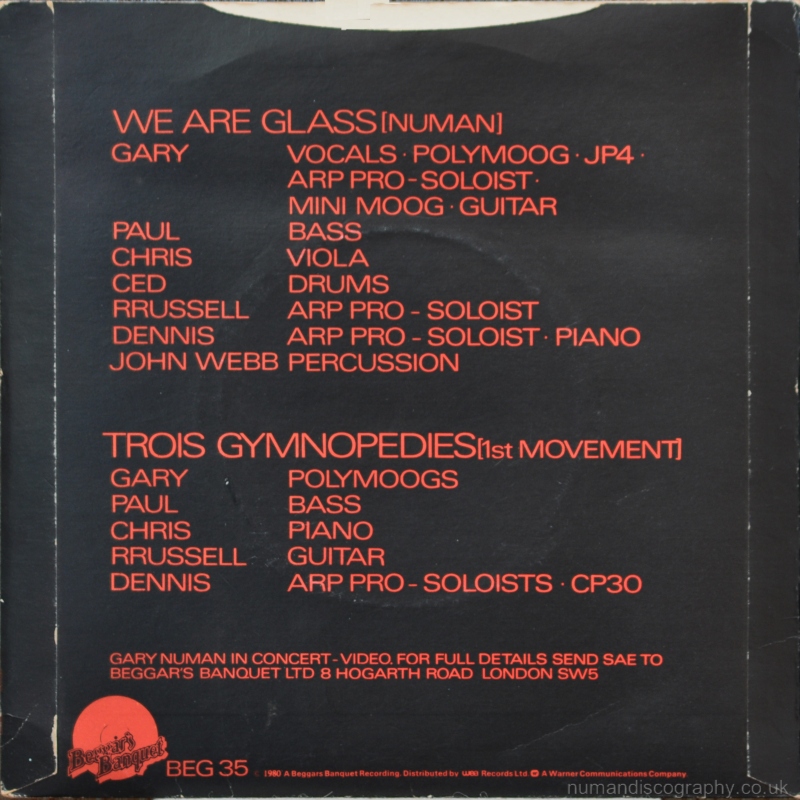 WE ARE GLASS [NUMAN]
GARY VOCALS · POLYMOOG · JP4 ·
ARP PRO-SOLOIST ·
MINI MOOG · GUITAR
PAUL BASS
CHRIS VIOLA
CED DRUMS
RRUSSELL ARP PRO - SOLOIST
DENNIS ARP PRO - SOLOIST · PIANO
JOHN WEBB PERCUSSION
TROIS GYMNOPEDIES [1st MOVEMENT]
GARY POLYMOOGS
PAUL BASS
CHRIS PIANO
RRUSSELL GUITAR
DENNIS ARP PRO - SOLOISTS · CP30
GARY NUMAN IN CONCERT - VIDEO. FOR FULL DETAILS SEND SAE TO
BEGGAR'S BANQUET LTD 8 HOGARTH ROAD LONDON SW5
Beggar's
Banquet
BEG 35 © 1980 A Beggars Banquet Recording. Distributed by wea Records Ltd. A Warner Communications Company.
numandiscography.co.uk